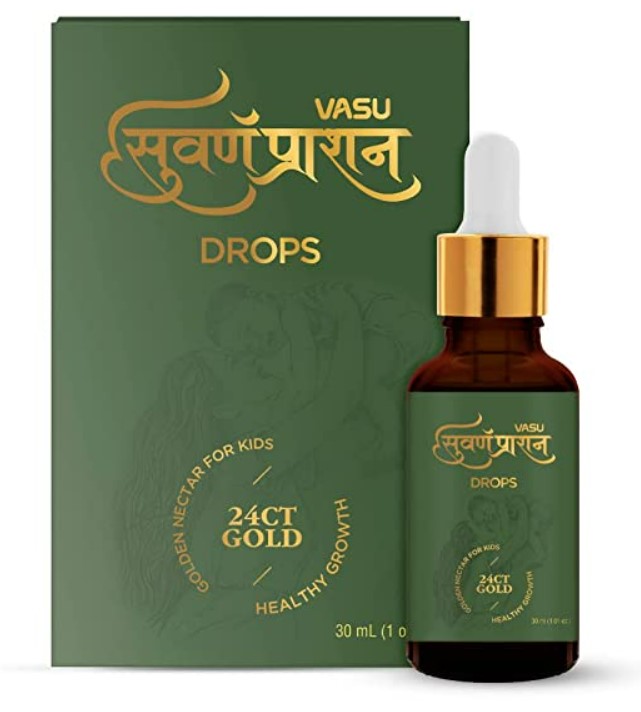 VASU
सुवर्णप्राशन
DROPS
GOLDEN NECTAR FOR KIDS
24CT
GOLD
HEALTHY GROWTH
30 mL (1 o
VASU
सुवर्णप्राशन
DROPS
GOLDEN NECTAR FOR KIDS
24CT
GOLD
HEALTHY GROWTH